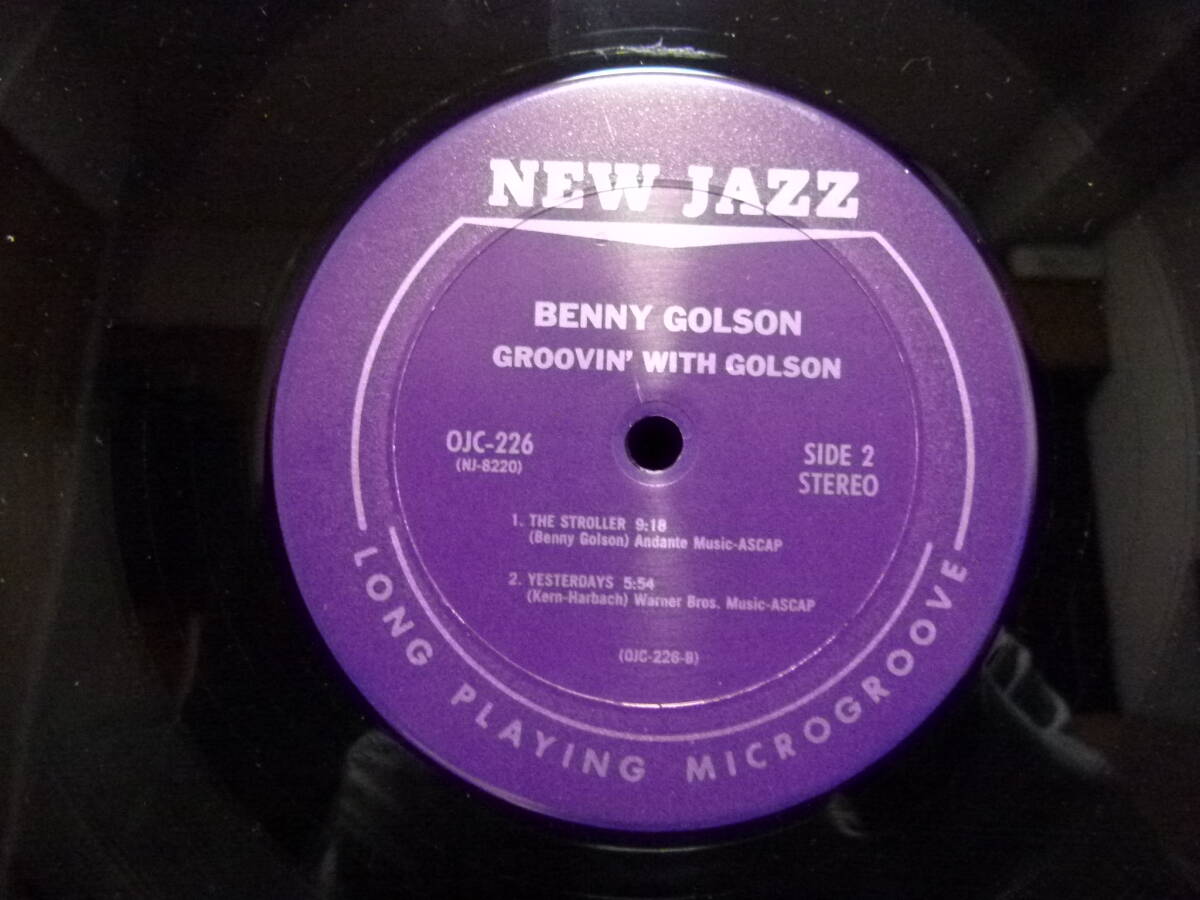 NEW JAZZ
BENNY GOLSON
GROOVIN' WITH GOLSON
OJC-226
(NJ-8220)
SIDE 2
STEREO
1. THE STROLLER 9:18
(Benny Golson) Andante Music-ASCAP
2. YESTERDAYS 5:54
(Kern-Harbach) Warner Bros. Music-ASCAP
(OJC-226-B)
LONG PLAYING MICROGROOVE